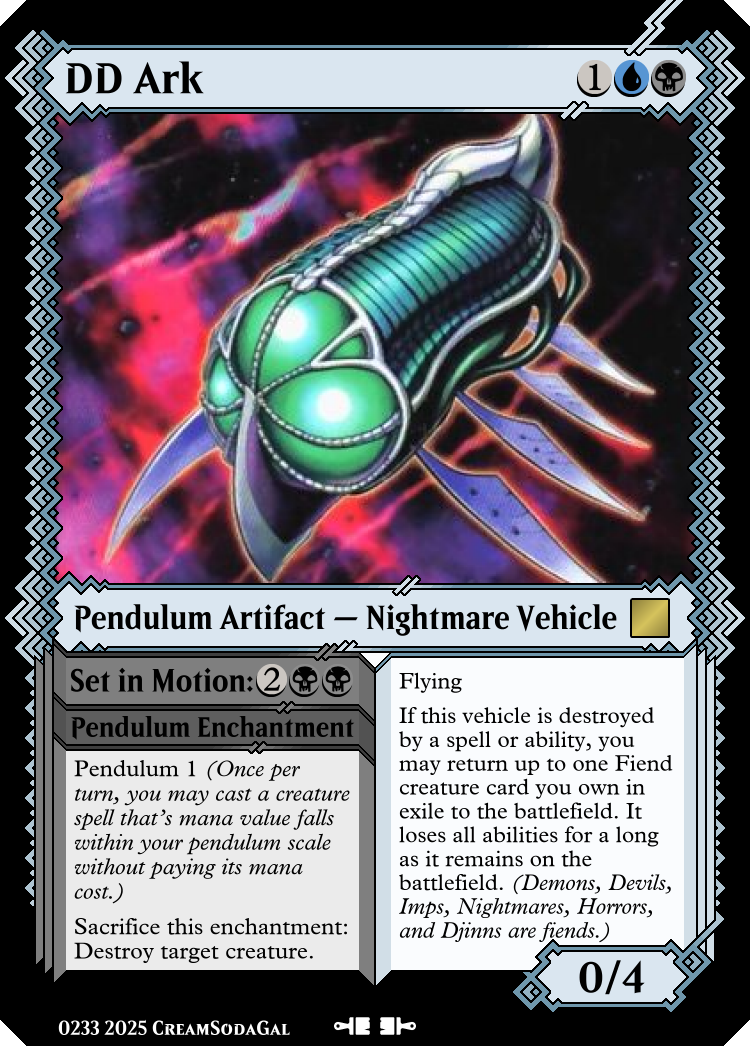 DD Ark
1
Pendulum Artifact — Nightmare Vehicle
Set in Motion: 2
Pendulum Enchantment
Pendulum 1 (Once per
turn, you may cast a creature
spell that's mana value falls
within your pendulum scale
without paying its mana
cost.)
Sacrifice this enchantment:
Destroy target creature.
Flying
If this vehicle is destroyed
by a spell or ability, you
may return up to one Fiend
creature card you own in
exile to the battlefield. It
loses all abilities for a long
as it remains on the
battlefield. (Demons, Devils,
Imps, Nightmares, Horrors,
and Djinns are fiends.)
0/4
0233 2025 CreamSodaGal